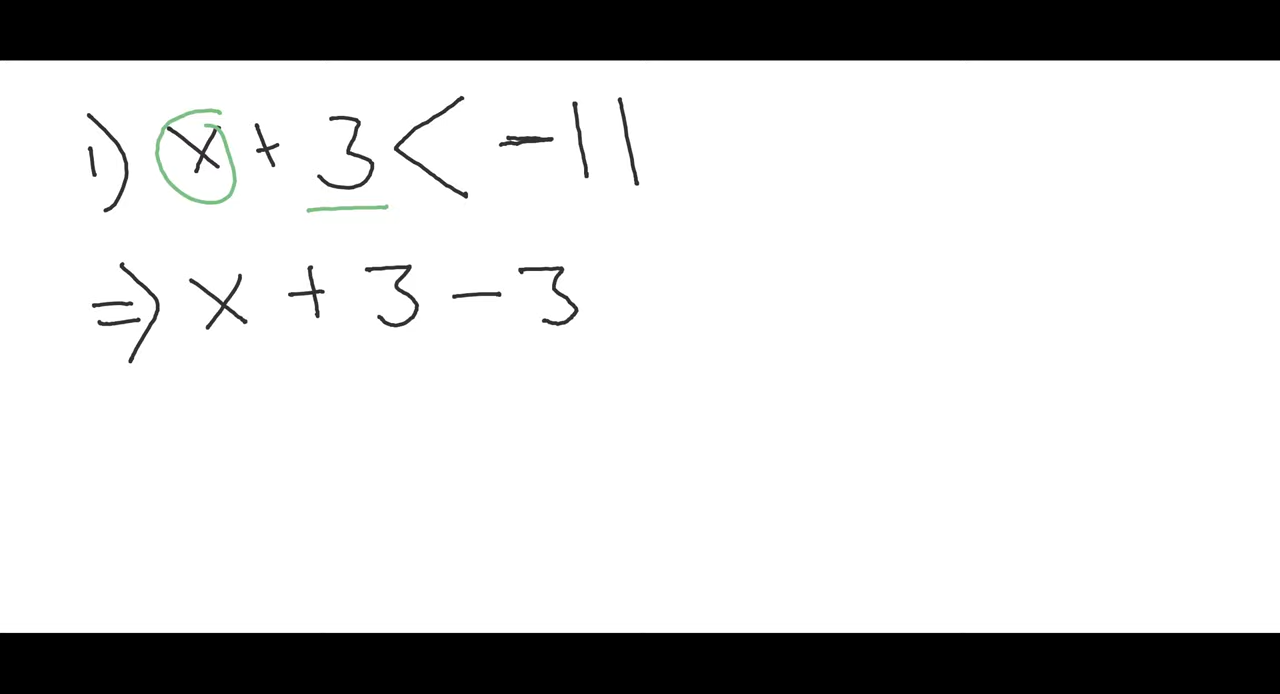 1) x + 3 < -11
=> x + 3 - 3